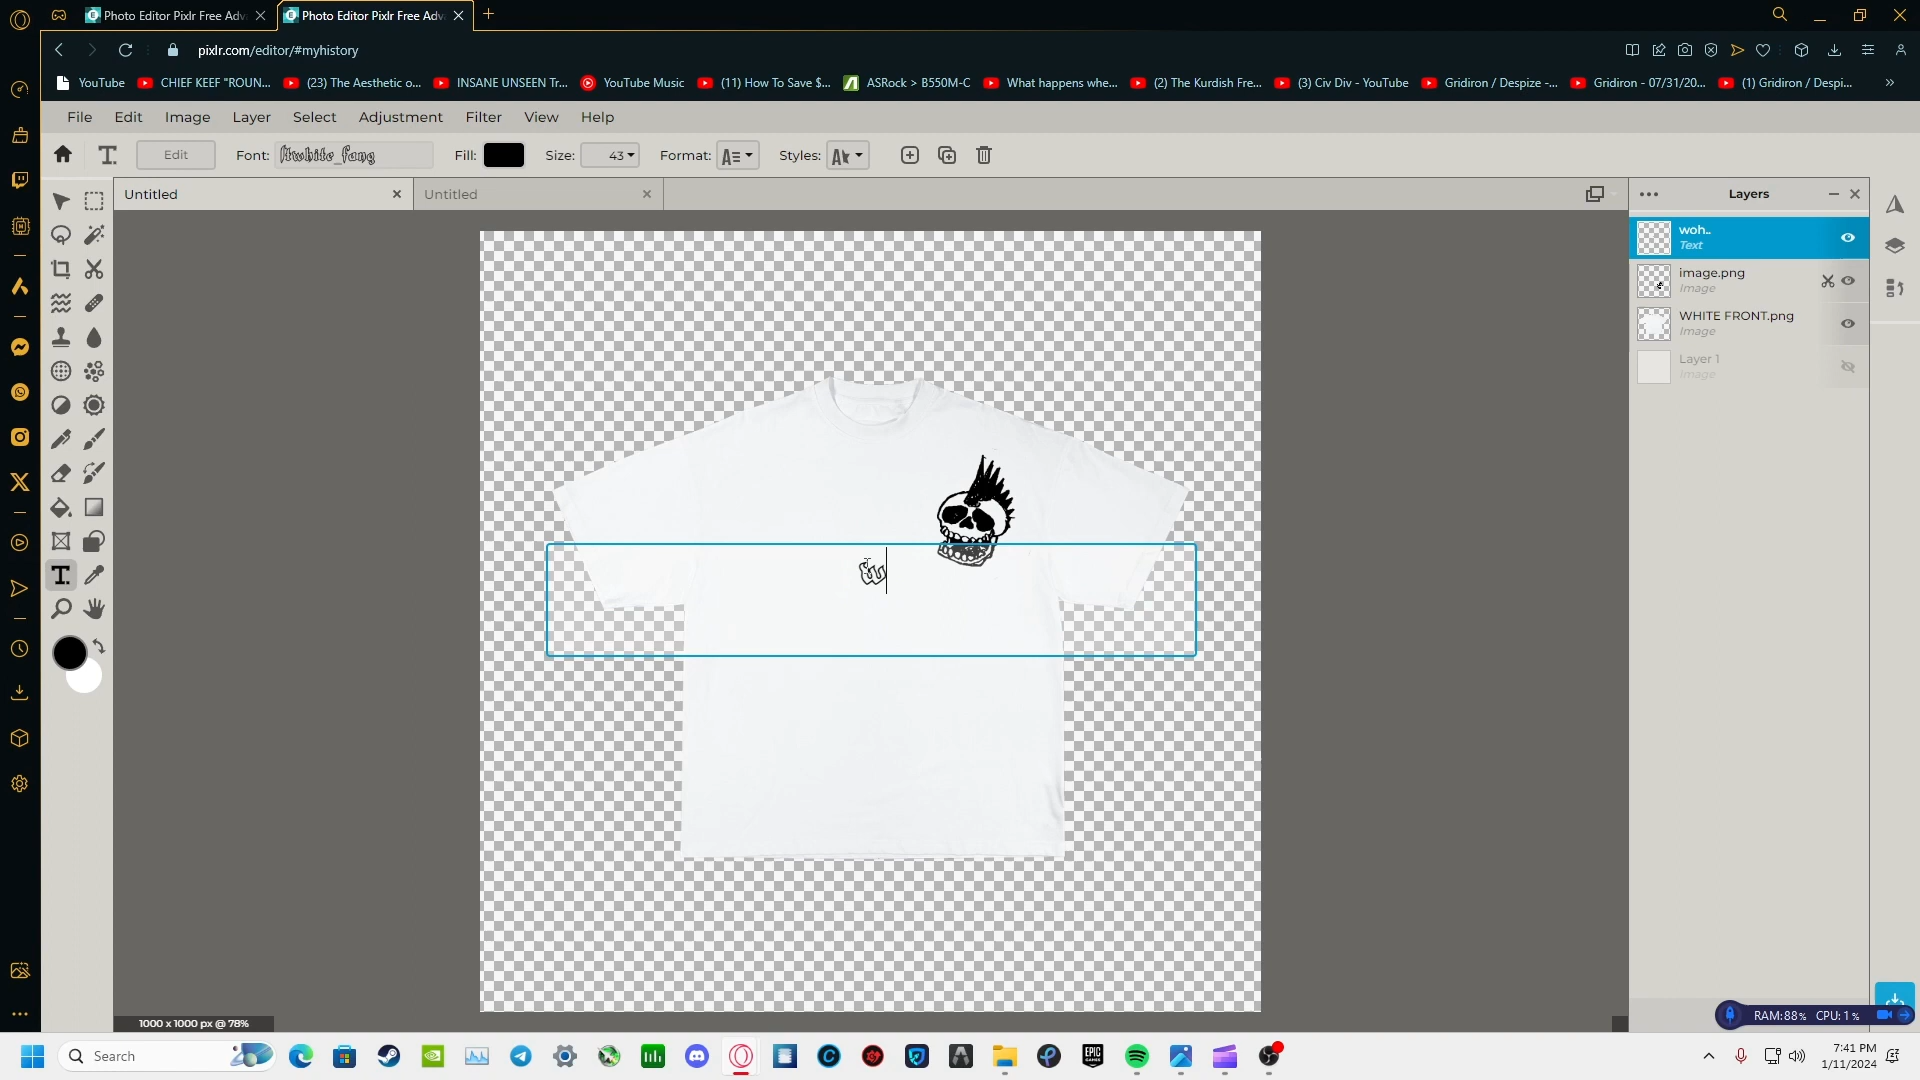 Photo Editor Pixlr Free Adv
Photo Editor Pixlr Free Adv
pixlr.com/editor/#myhistory
YouTube
CHIEF KEEF "ROUN...
(23) The Aesthetic o...
INSANE UNSEEN Tr...
YouTube Music
(11) How To Save $...
ASRock > B550M-C
What happens whe...
(2) The Kurdish Fre...
(3) Civ Div - YouTube
Gridiron / Despize -...
Gridiron - 07/31/20...
(1) Gridiron / Despi...
File Edit Image Layer Select Adjustment Filter View Help
Edit
Font: ftwhite_fang
Fill:
Size: 43
Format:
Styles:
Untitled
Untitled
Layers
woh..
Text
image.png
Image
WHITE FRONT.png
Image
Layer 1
Image
w
1000 x 1000 px @ 78%
RAM:88% CPU: 1%
Search
7:41 PM
1/11/2024